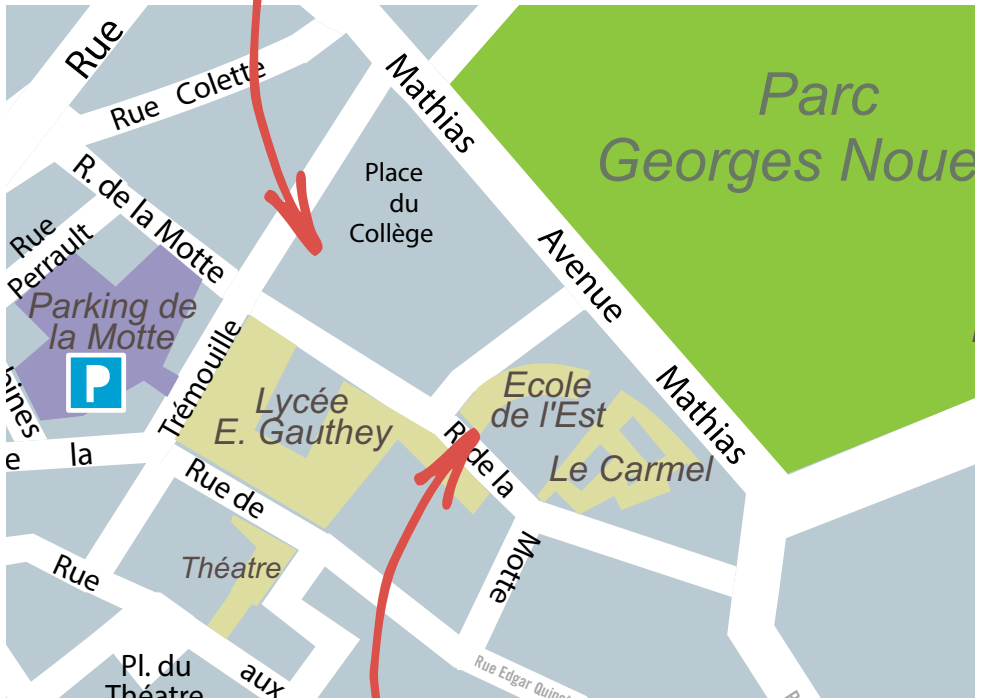 Rue
Rue Colette
Mathias
Parc
Georges Noue
R. de la Motte
Place
du
Collège
Rue
Perrault
Avenue
Parking de
la Motte
P
Trémouille
Mathias
Lycée
E. Gauthey
Ecole
de l'Est
Le Carmel
R. de la
Motte
e la
Rue de
Théatre
Rue
Pl. du
Théatre
aux
Rue Edgar Quinet